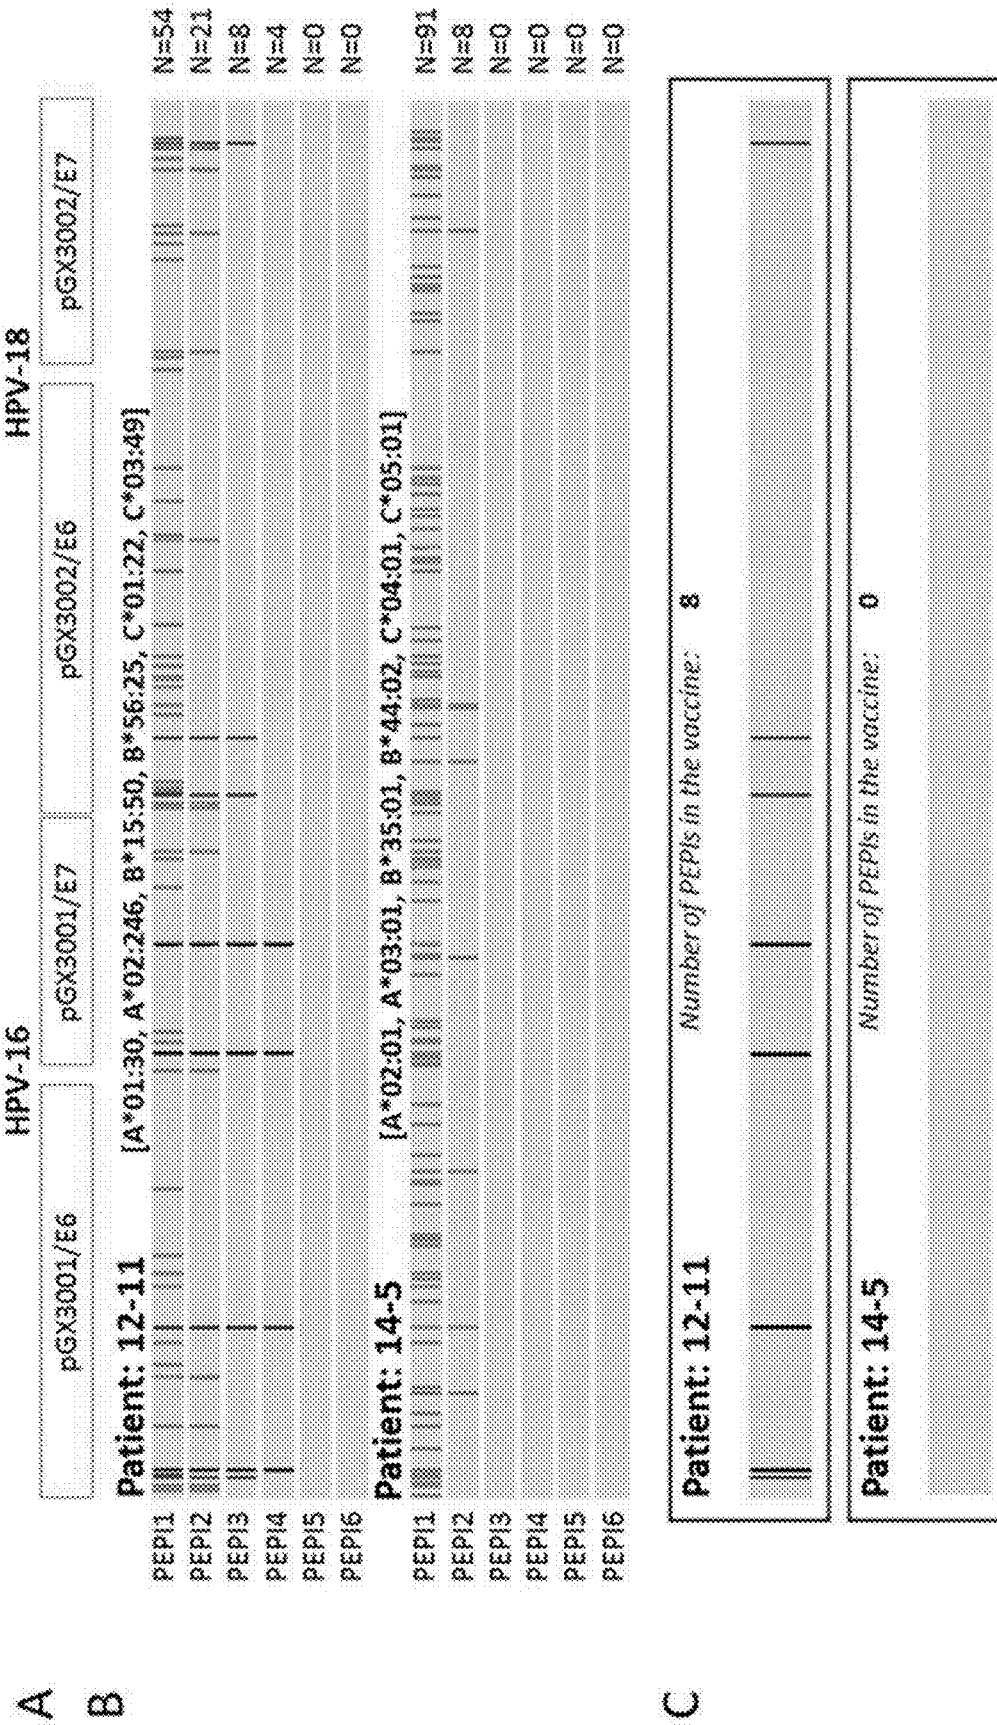 A
HPV-16 HPV-18
pGX3001/E6 pGX3001/E7 pGX3002/E6 pGX3002/E7
B
Patient: 12-11 [A*01:30, A*02:246, B*15:50, B*56:25, C*01:22, C*03:49]
PEPI1 N=54
PEPI2 N=21
PEPI3 N=8
PEPI4 N=4
PEPI5 N=0
PEPI6 N=0
Patient: 14-5 [A*02:01, A*03:01, B*35:01, B*44:02, C*04:01, C*05:01]
PEPI1 N=91
PEPI2 N=8
PEPI3 N=0
PEPI4 N=0
PEPI5 N=0
PEPI6 N=0
C
Patient: 12-11 Number of PEPIs in the vaccine: 8
Patient: 14-5 Number of PEPIs in the vaccine: 0